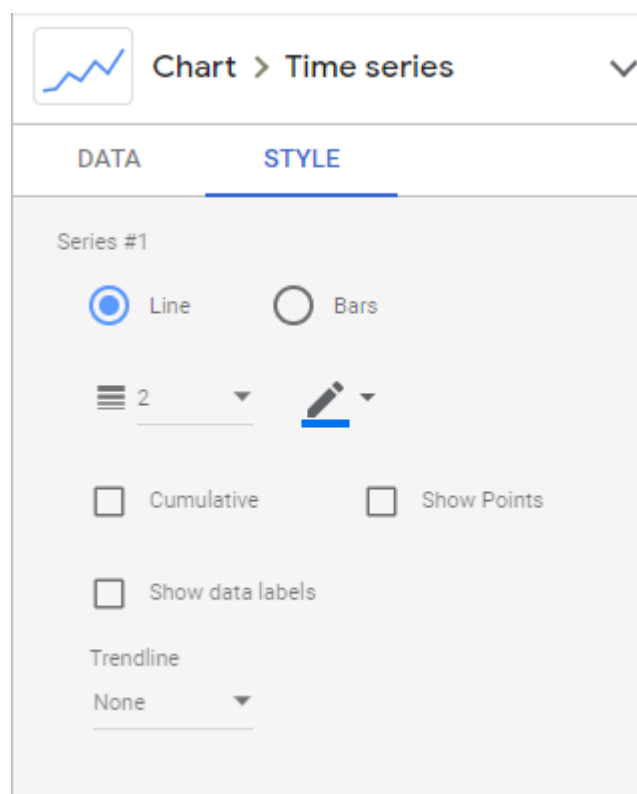 Chart > Time series
DATA STYLE
Series #1
Line Bars
2
Cumulative Show Points
Show data labels
Trendline
None